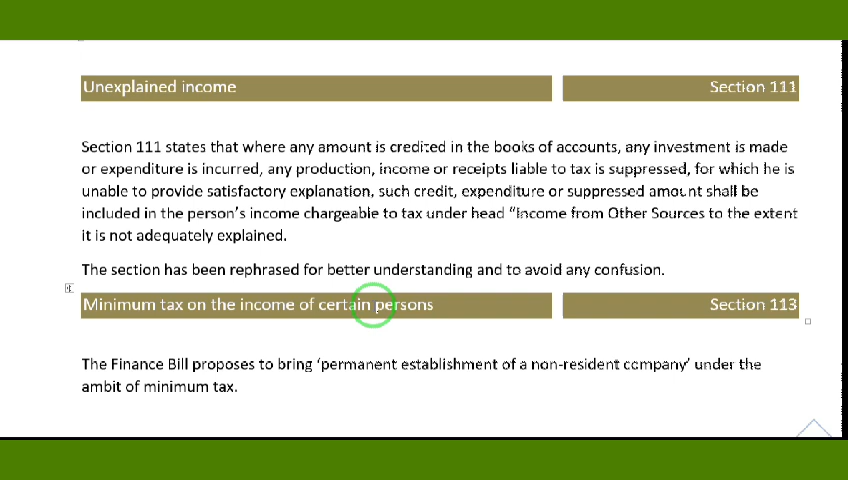 Unexplained income Section 111
Section 111 states that where any amount is credited in the books of accounts, any investment is made
or expenditure is incurred, any production, income or receipts liable to tax is suppressed, for which he is
unable to provide satisfactory explanation, such credit, expenditure or suppressed amount shall be
included in the person's income chargeable to tax under head "Income from Other Sources to the extent
it is not adequately explained.
The section has been rephrased for better understanding and to avoid any confusion.
Minimum tax on the income of certain persons Section 113
The Finance Bill proposes to bring 'permanent establishment of a non-resident company' under the
ambit of minimum tax.